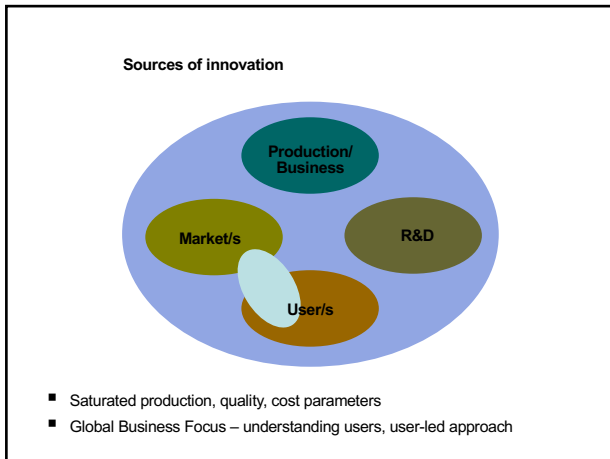 Sources of innovation
Production/
Business
Market/s
R&D
User/s
▪ Saturated production, quality, cost parameters
▪ Global Business Focus – understanding users, user-led approach